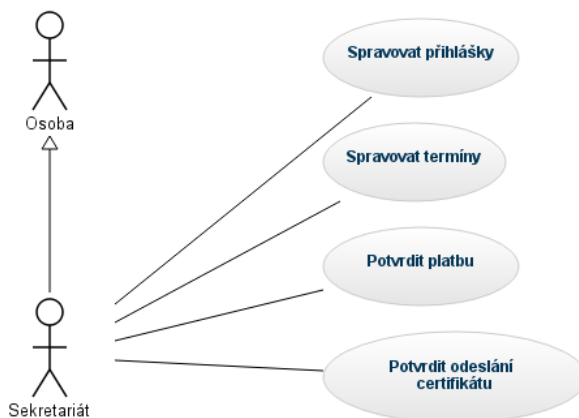 Osoba
Spravovat přihlášky
Spravovat termíny
Potvrdit platbu
Potvrdit odeslání
certifikátu
Sekretariát